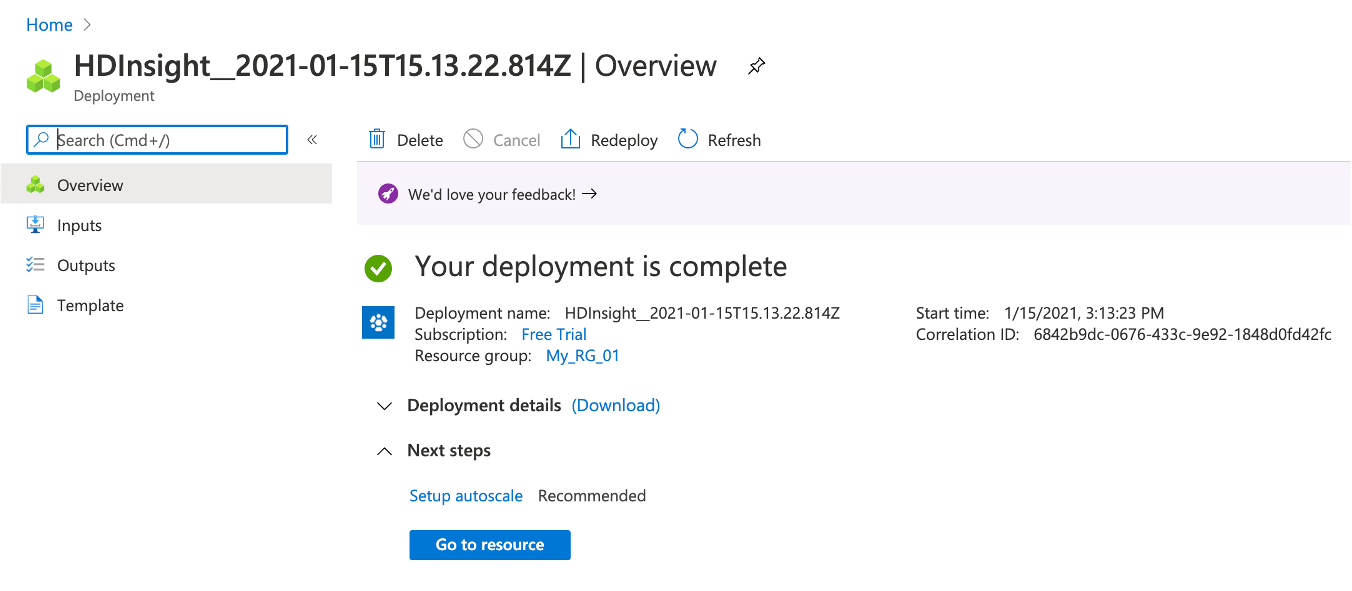 Home
HDInsight__2021-01-15T15.13.22.814Z | Overview
Deployment
Search (Cmd+/)
«
Delete Cancel Redeploy Refresh
Overview
Inputs
Outputs
Template
We'd love your feedback! →
Your deployment is complete
Deployment name: HDInsight__2021-01-15T15.13.22.814Z
Subscription: Free Trial
Resource group: My_RG_01
Start time: 1/15/2021, 3:13:23 PM
Correlation ID: 6842b9dc-0676-433c-9e92-1848d0fd42fc
Deployment details (Download)
Next steps
Setup autoscale Recommended
Go to resource